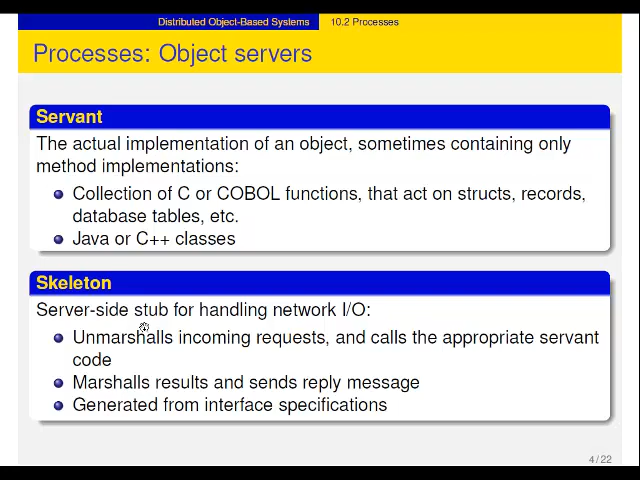 Distributed Object-Based Systems 10.2 Processes
Processes: Object servers
Servant
The actual implementation of an object, sometimes containing only
method implementations:
Collection of C or COBOL functions, that act on structs, records,
database tables, etc.
Java or C++ classes
Skeleton
Server-side stub for handling network I/O:
Unmarshalls incoming requests, and calls the appropriate servant
code
Marshalls results and sends reply message
Generated from interface specifications
4 / 22